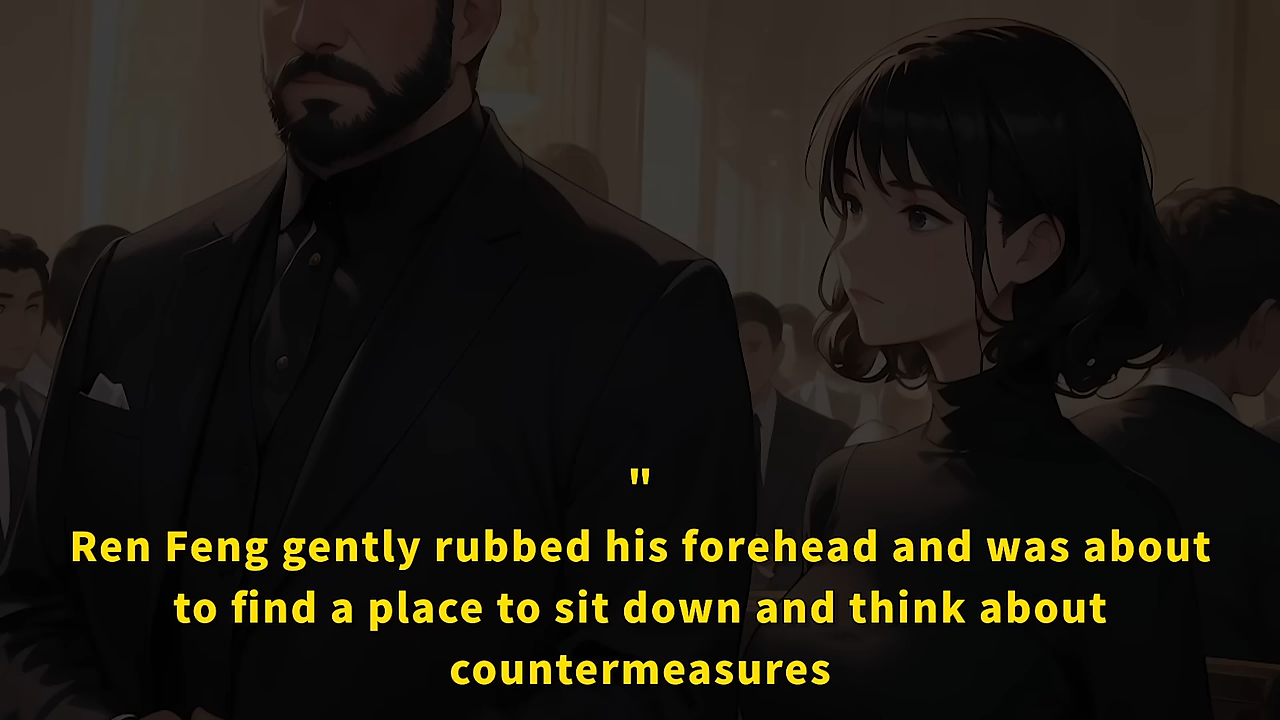 "
Ren Feng gently rubbed his forehead and was about
to find a place to sit down and think about
countermeasures